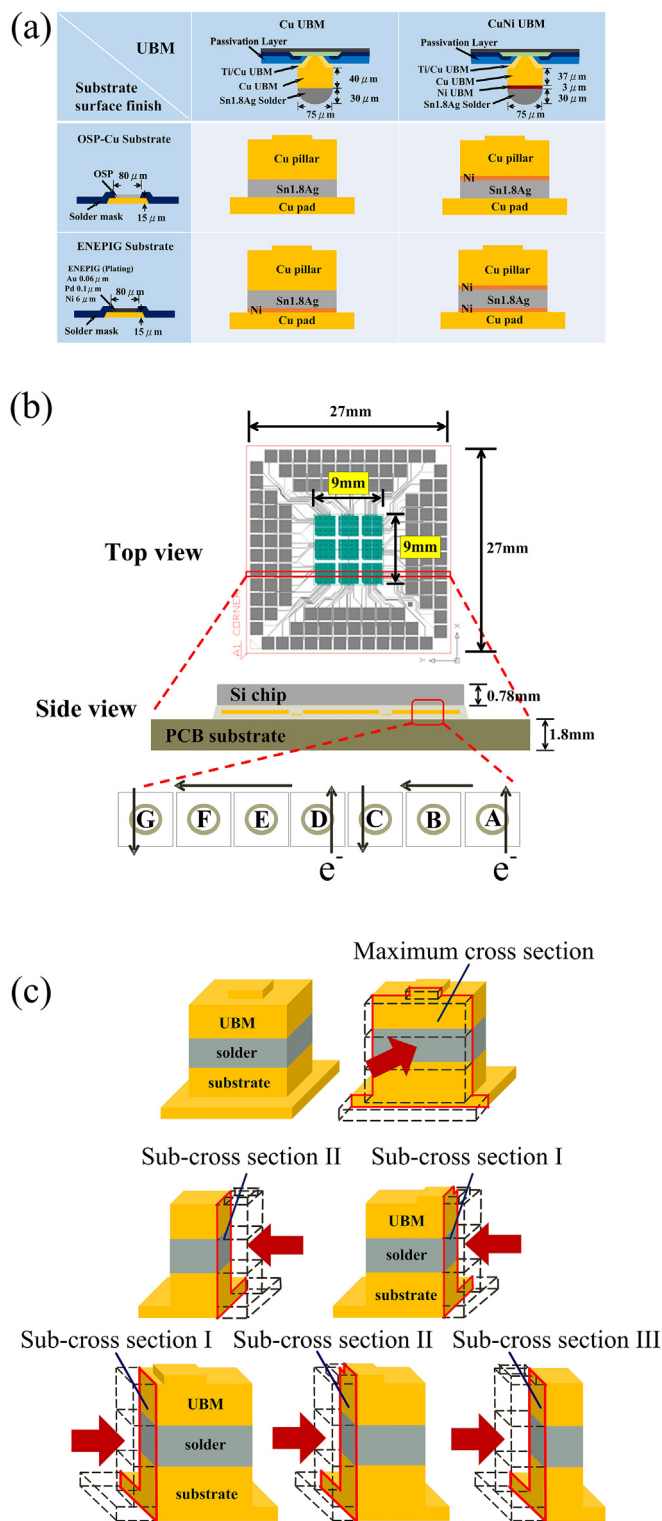 (a)
UBM
Substrate
surface finish
Cu UBM
Passivation Layer
Ti/Cu UBM
Cu UBM
Sn1.8Ag Solder
40 μm
30 μm
75 μm
CuNi UBM
Passivation Layer
Ti/Cu UBM
Cu UBM
Ni UBM
Sn1.8Ag Solder
37 μm
3 μm
30 μm
75 μm
OSP-Cu Substrate
OSP
80 μm
Solder mask
15 μm
Cu pillar
Sn1.8Ag
Cu pad
Cu pillar
Ni
Sn1.8Ag
Cu pad
ENEPIG Substrate
ENEPIG (Plating)
Au 0.06 μm
Pd 0.1 μm
Ni 6 μm
80 μm
Solder mask
15 μm
Cu pillar
Sn1.8Ag
Ni
Cu pad
Cu pillar
Ni
Sn1.8Ag
Ni
Cu pad
(b)
27mm
9mm
9mm
27mm
Top view
A1 CORNER
X
Y
Side view
Si chip
0.78mm
PCB substrate
1.8mm
G F E D C B A
e- e-
(c)
Maximum cross section
UBM
solder
substrate
Sub-cross section II
Sub-cross section I
UBM
solder
substrate
Sub-cross section I
Sub-cross section II
Sub-cross section III
UBM
solder
substrate